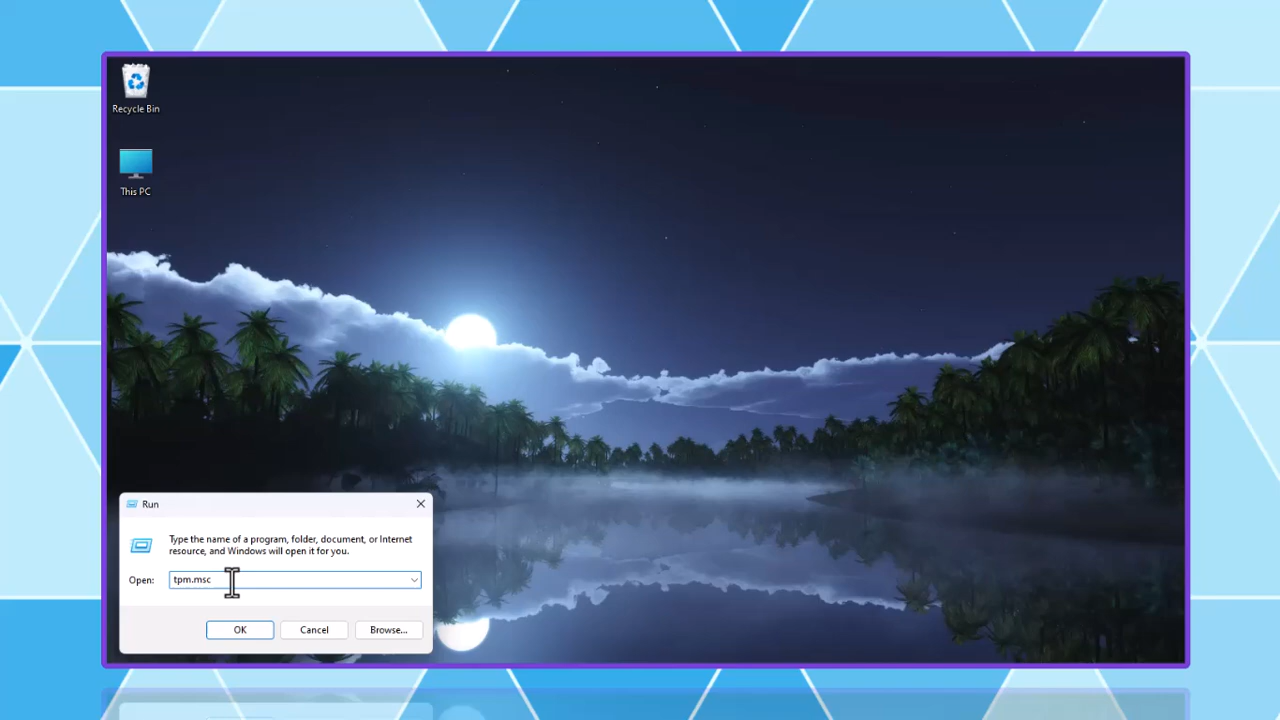 Recycle Bin
This PC
Run
Type the name of a program, folder, document, or Internet
resource, and Windows will open it for you.
Open: tpm.msc
OK Cancel Browse...